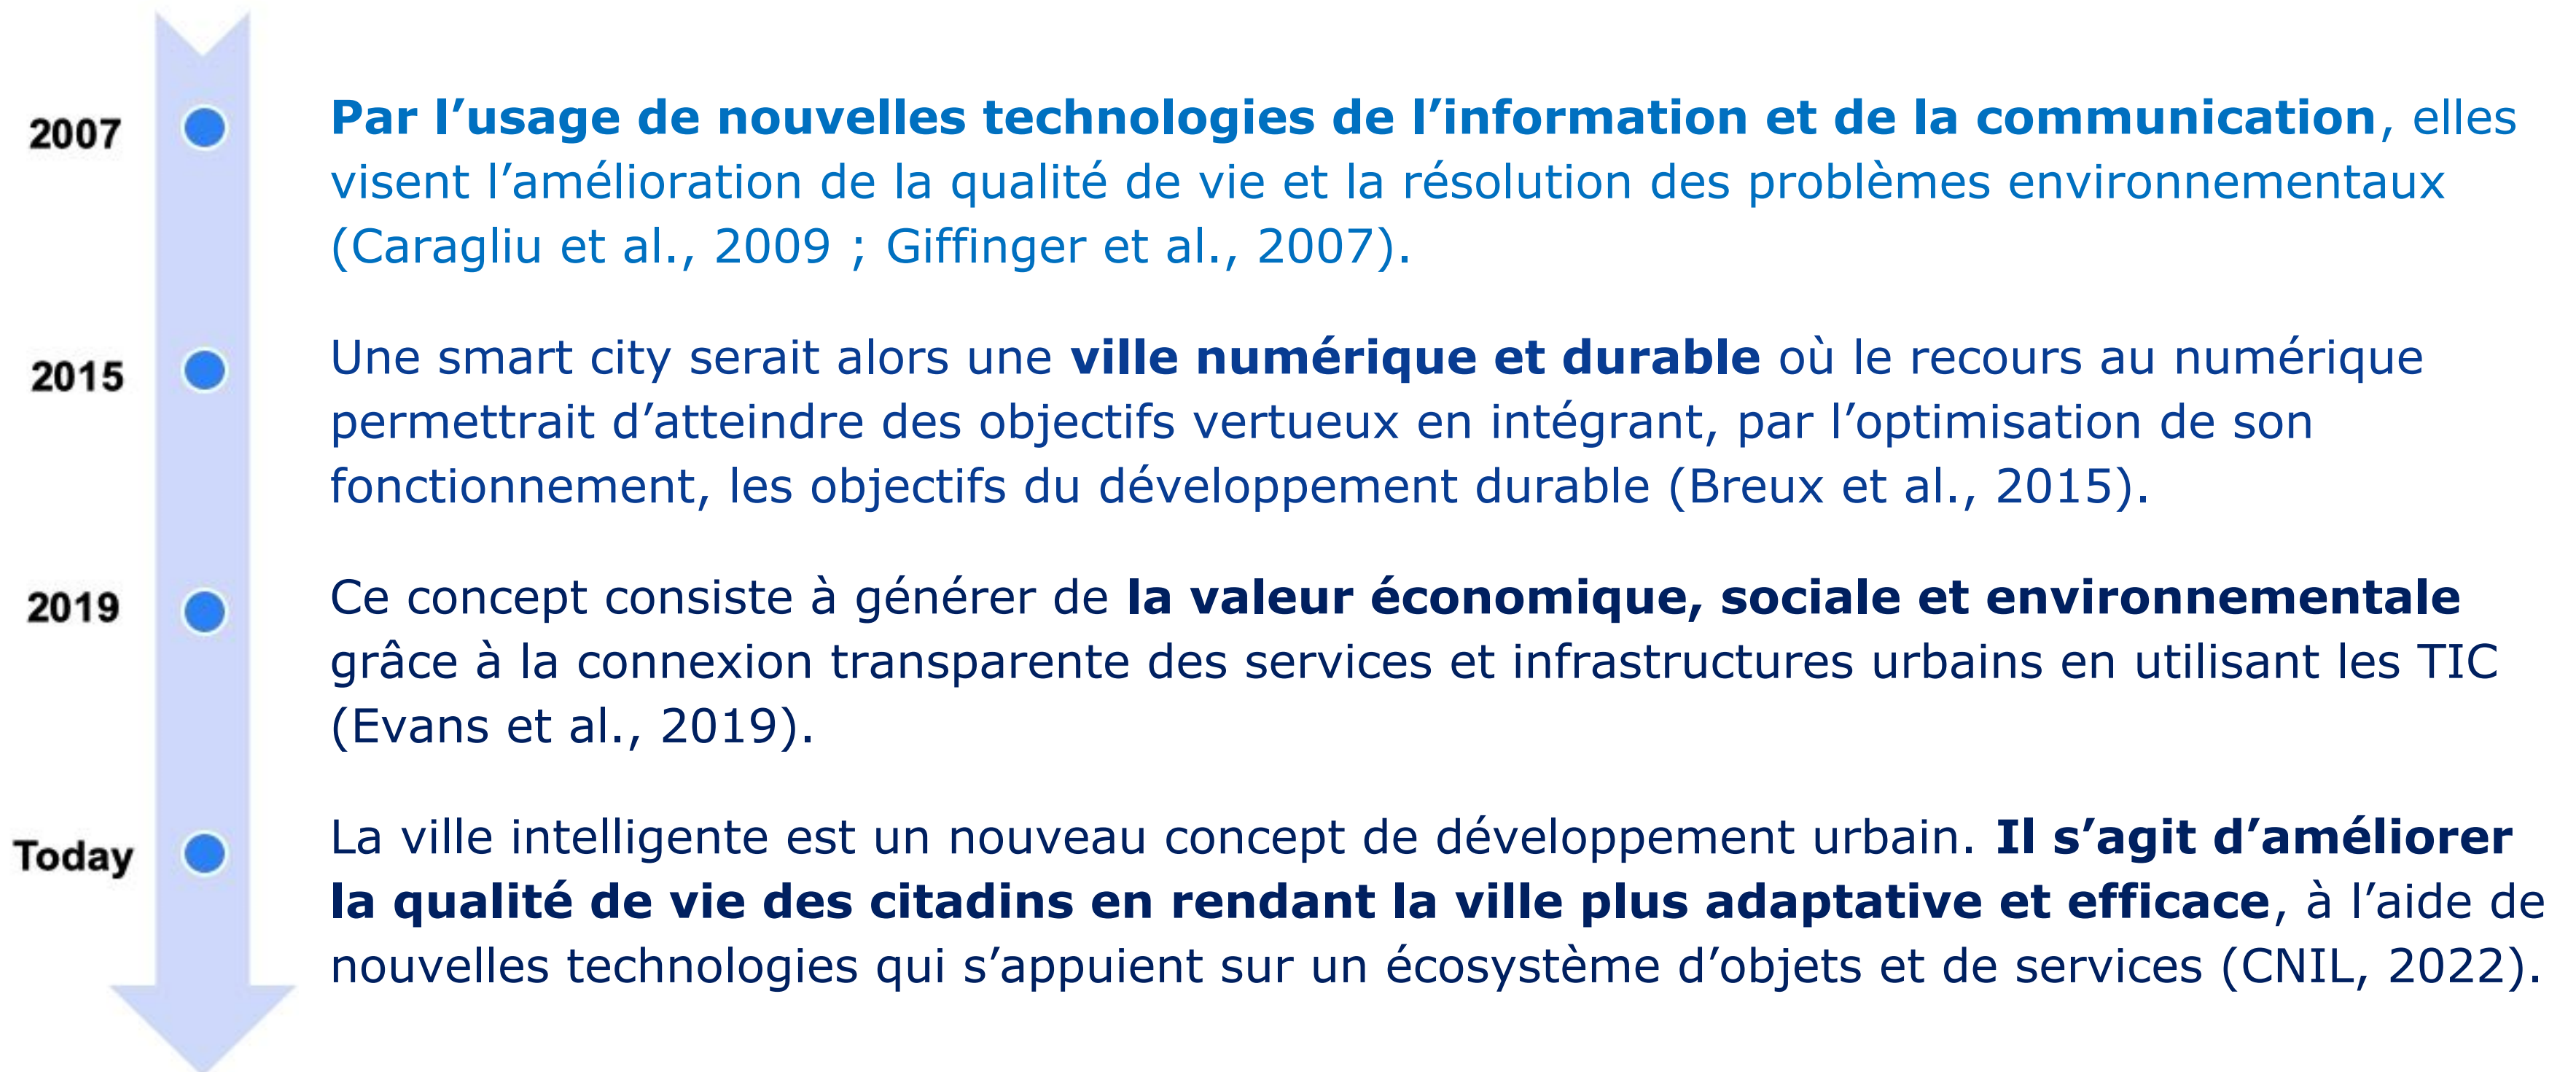 2007
Par l’usage de nouvelles technologies de l’information et de la communication, elles
visent l’amélioration de la qualité de vie et la résolution des problèmes environnementaux
(Caragliu et al., 2009 ; Giffinger et al., 2007).
2015
Une smart city serait alors une ville numérique et durable où le recours au numérique
permettrait d’atteindre des objectifs vertueux en intégrant, par l’optimisation de son
fonctionnement, les objectifs du développement durable (Breux et al., 2015).
2019
Ce concept consiste à générer de la valeur économique, sociale et environnementale
grâce à la connexion transparente des services et infrastructures urbains en utilisant les TIC
(Evans et al., 2019).
Today
La ville intelligente est un nouveau concept de développement urbain. Il s’agit d’améliorer
la qualité de vie des citadins en rendant la ville plus adaptative et efficace, à l’aide de
nouvelles technologies qui s’appuient sur un écosystème d’objets et de services (CNIL, 2022).